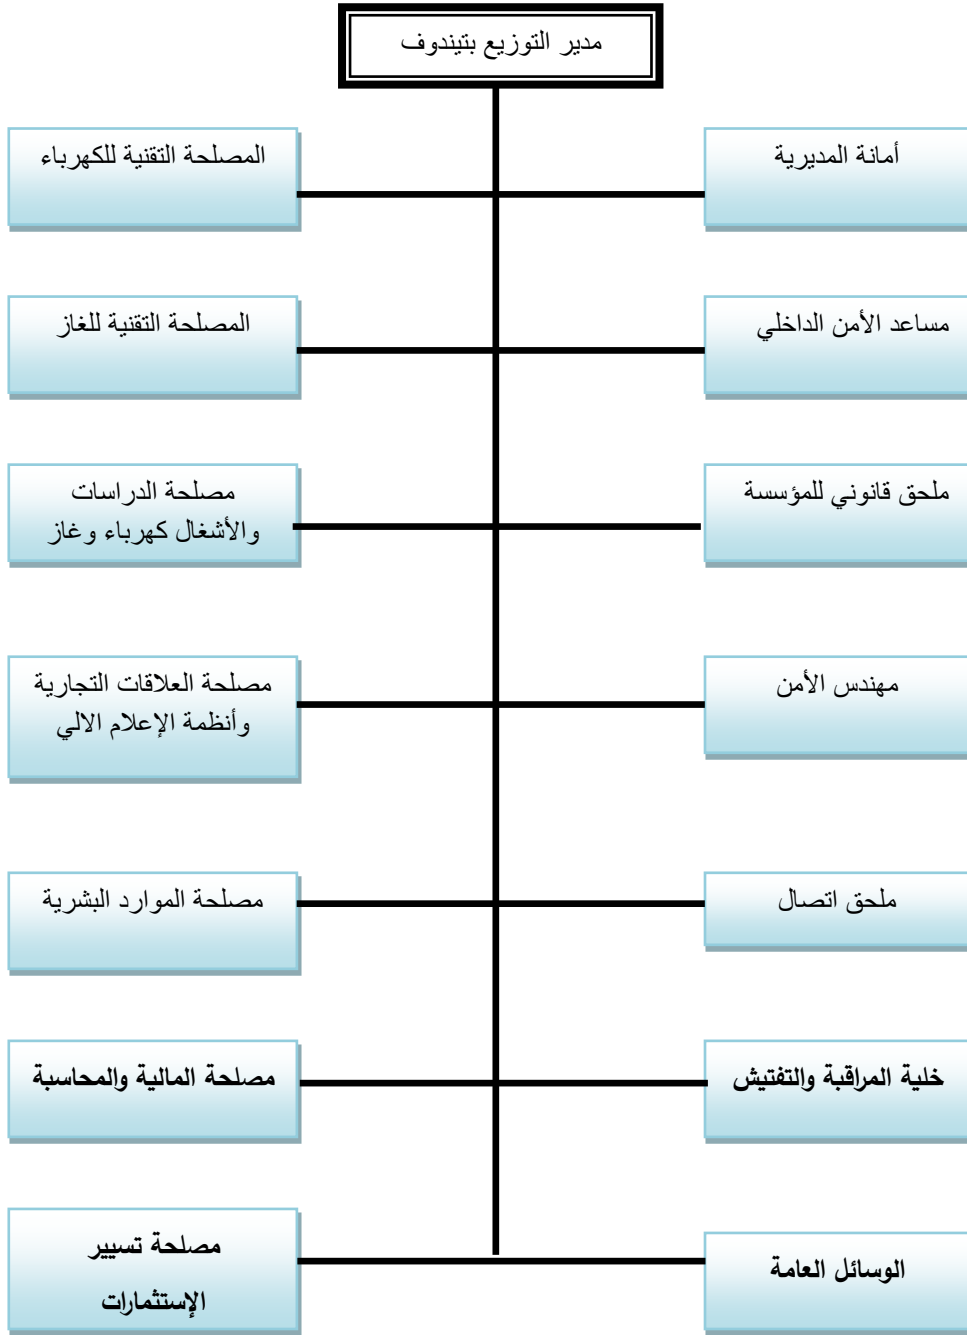 مدير التوزيع بتيندوف
أمانة المديرية
المصلحة التقنية للكهرباء
مساعد الأمن الداخلي
المصلحة التقنية للغاز
ملحق قانوني للمؤسسة
مصلحة الدراسات
والأشغال كهرباء وغاز
مهندس الأمن
مصلحة العلاقات التجارية
وأنظمة الإعلام الالي
ملحق اتصال
مصلحة الموارد البشرية
خلية المراقبة والتفتيش
مصلحة المالية والمحاسبة
الوسائل العامة
مصلحة تسيير
الإستثمارات